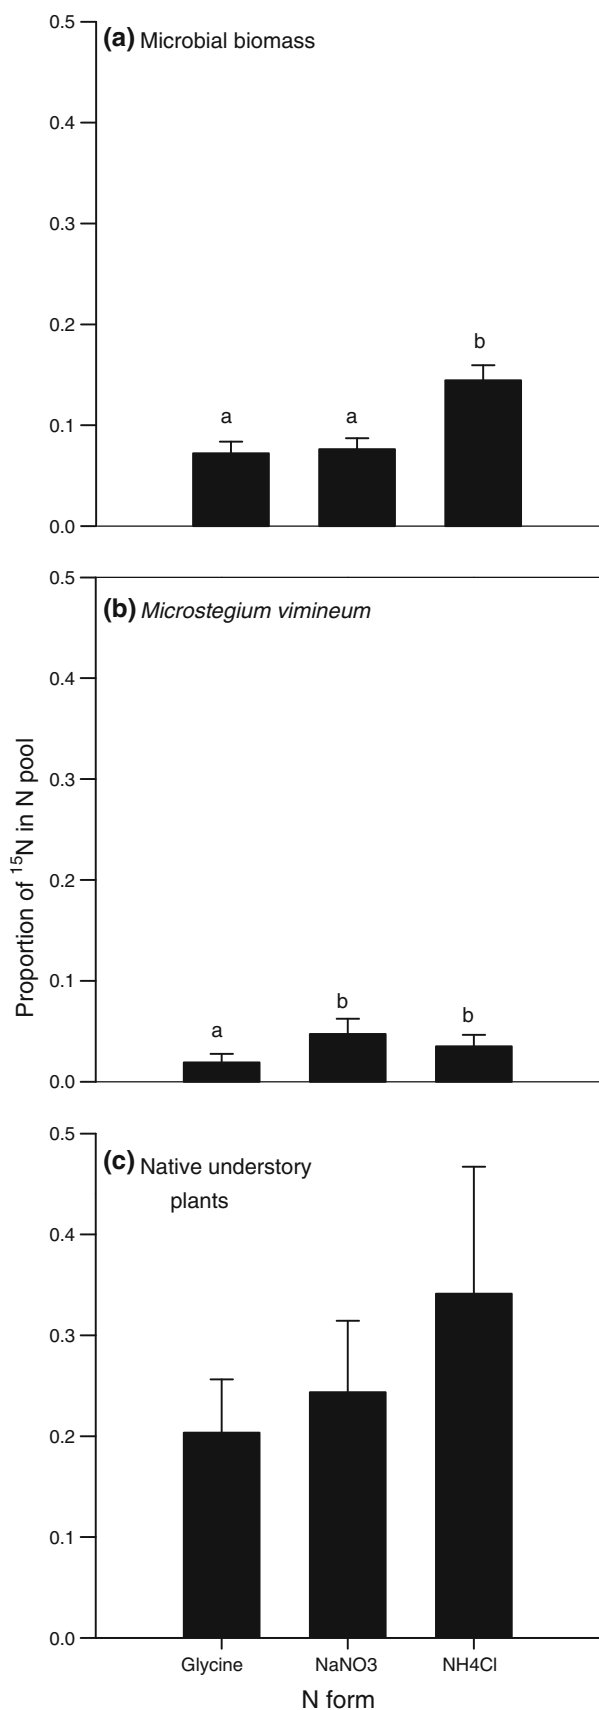 (a) Microbial biomass
0.5
0.4
0.3
0.2
0.1
0.0
a
a
b
(b) Microstegium vimineum
0.5
0.4
0.3
0.2
0.1
0.0
a
b
b
Proportion of ¹⁵N in N pool
(c) Native understory
plants
0.5
0.4
0.3
0.2
0.1
0.0
Glycine NaNO3 NH4Cl
N form